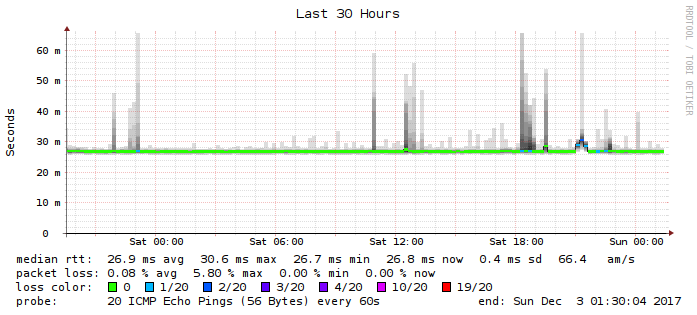 Last 30 Hours
RRDTOOL / TOBI OETIKER
Seconds
60 m
50 m
40 m
30 m
20 m
10 m
0
Sat 00:00 Sat 06:00 Sat 12:00 Sat 18:00 Sun 00:00
median rtt: 26.9 ms avg 30.6 ms max 26.7 ms min 26.8 ms now 0.4 ms sd 66.4 am/s
packet loss: 0.08 % avg 5.80 % max 0.00 % min 0.00 % now
loss color: 0 1/20 2/20 3/20 4/20 10/20 19/20
probe: 20 ICMP Echo Pings (56 Bytes) every 60s end: Sun Dec 3 01:30:04 2017